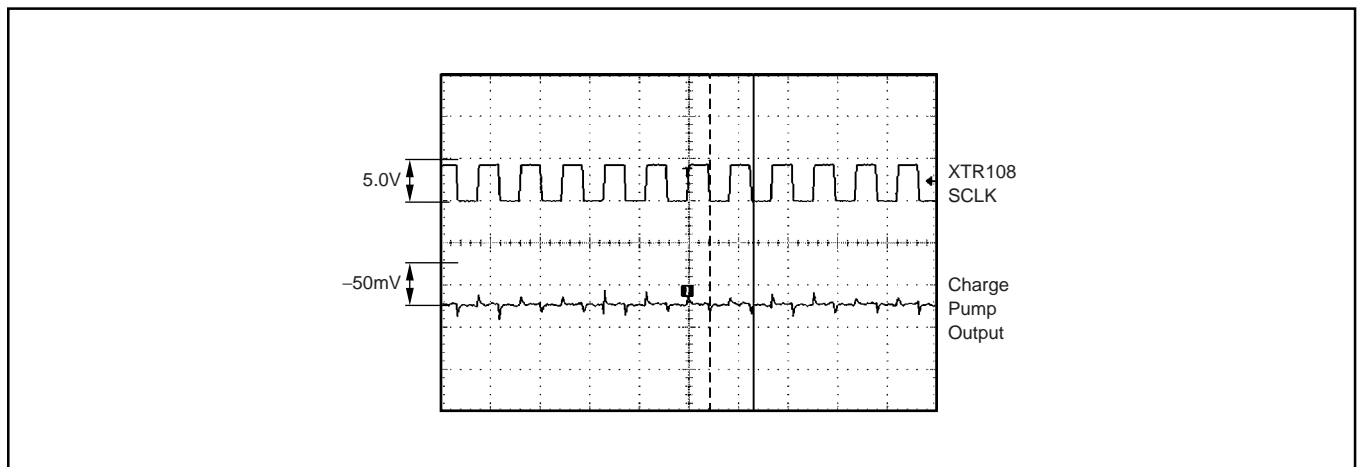 5.0V
XTR108
SCLK
–50mV
Charge
Pump
Output